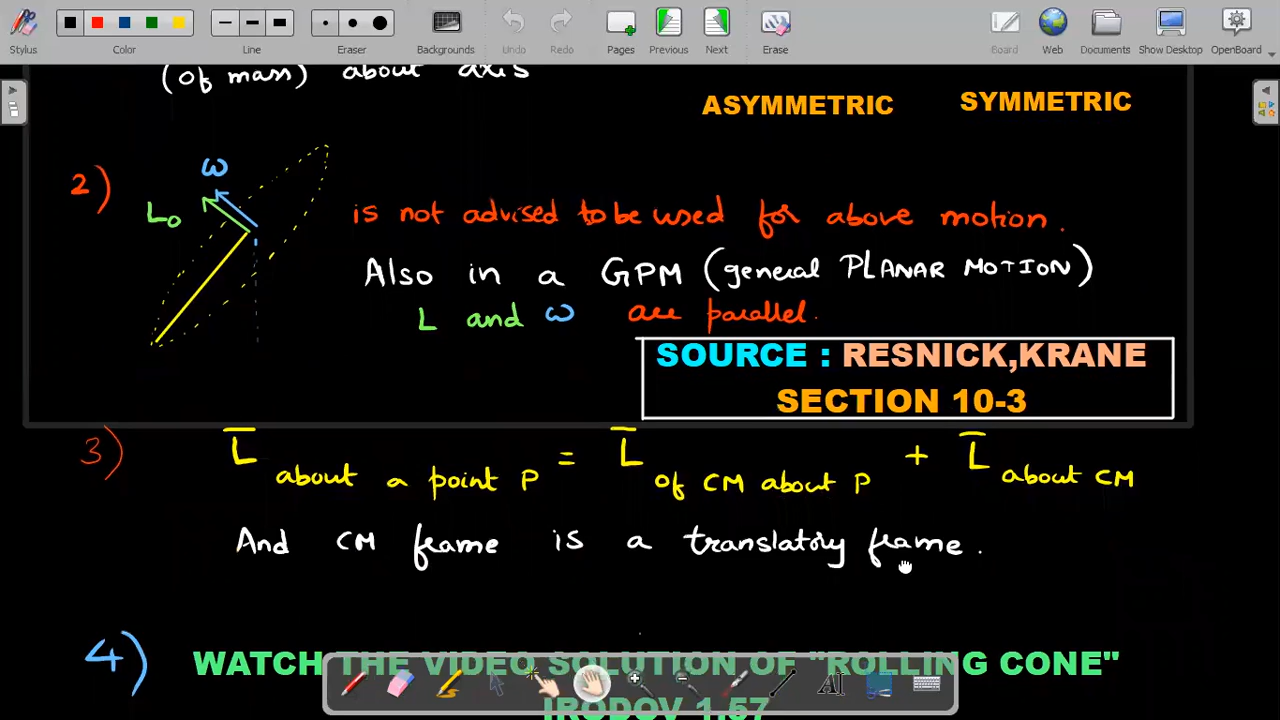 Stylus
Color
Line
Eraser
Backgrounds
Undo
Redo
Pages
Previous
Next
Erase
Board
Web
Documents
Show Desktop
OpenBoard
(of mass) about axis
ASYMMETRIC SYMMETRIC
2)
ω
L₀
is not advised to be used for above motion.
Also in a GPM (general PLANAR MOTION)
L and ω are parallel.
SOURCE : RESNICK,KRANE
SECTION 10-3
3) L̅ about a point P = L̅ of CM about P + L̅ about CM
And CM frame is a translatory frame.
4) WATCH THE VIDEO SOLUTION OF "ROLLING CONE"
IRODOV 1.57